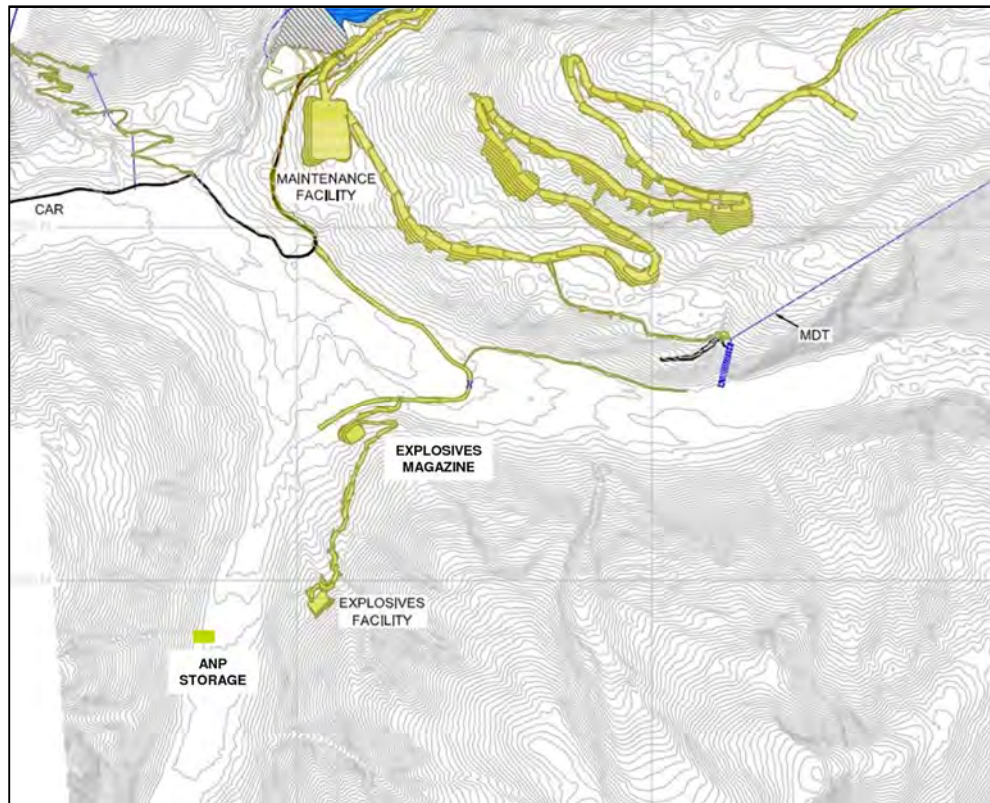 MAINTENANCE
FACILITY
CAR
MDT
EXPLOSIVES
MAGAZINE
EXPLOSIVES
FACILITY
ANP
STORAGE